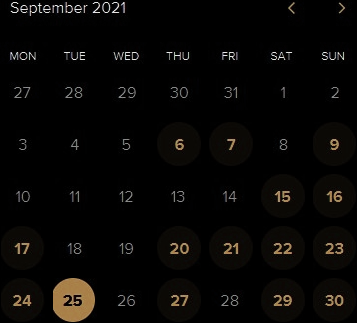 September 2021 < >
MON TUE WED THU FRI SAT SUN
27 28 29 30 31 1 2
3 4 5 6 7 8 9
10 11 12 13 14 15 16
17 18 19 20 21 22 23
24 25 26 27 28 29 30